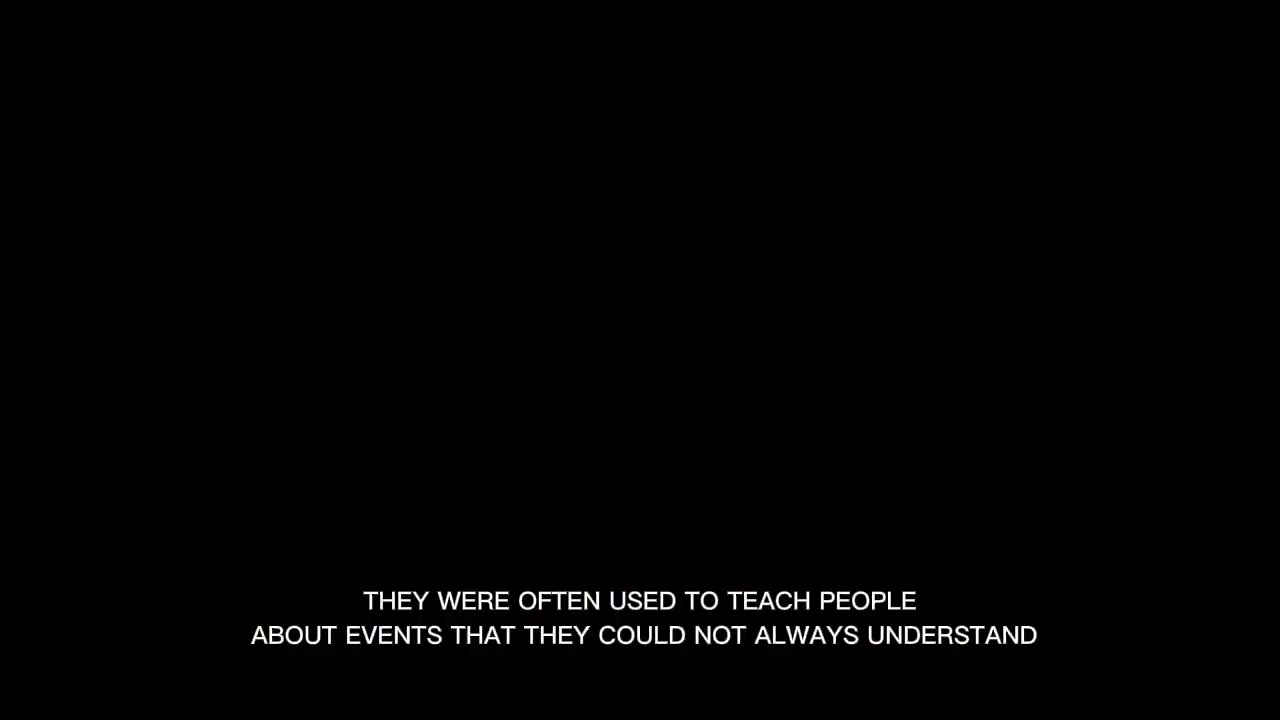 THEY WERE OFTEN USED TO TEACH PEOPLE
ABOUT EVENTS THAT THEY COULD NOT ALWAYS UNDERSTAND